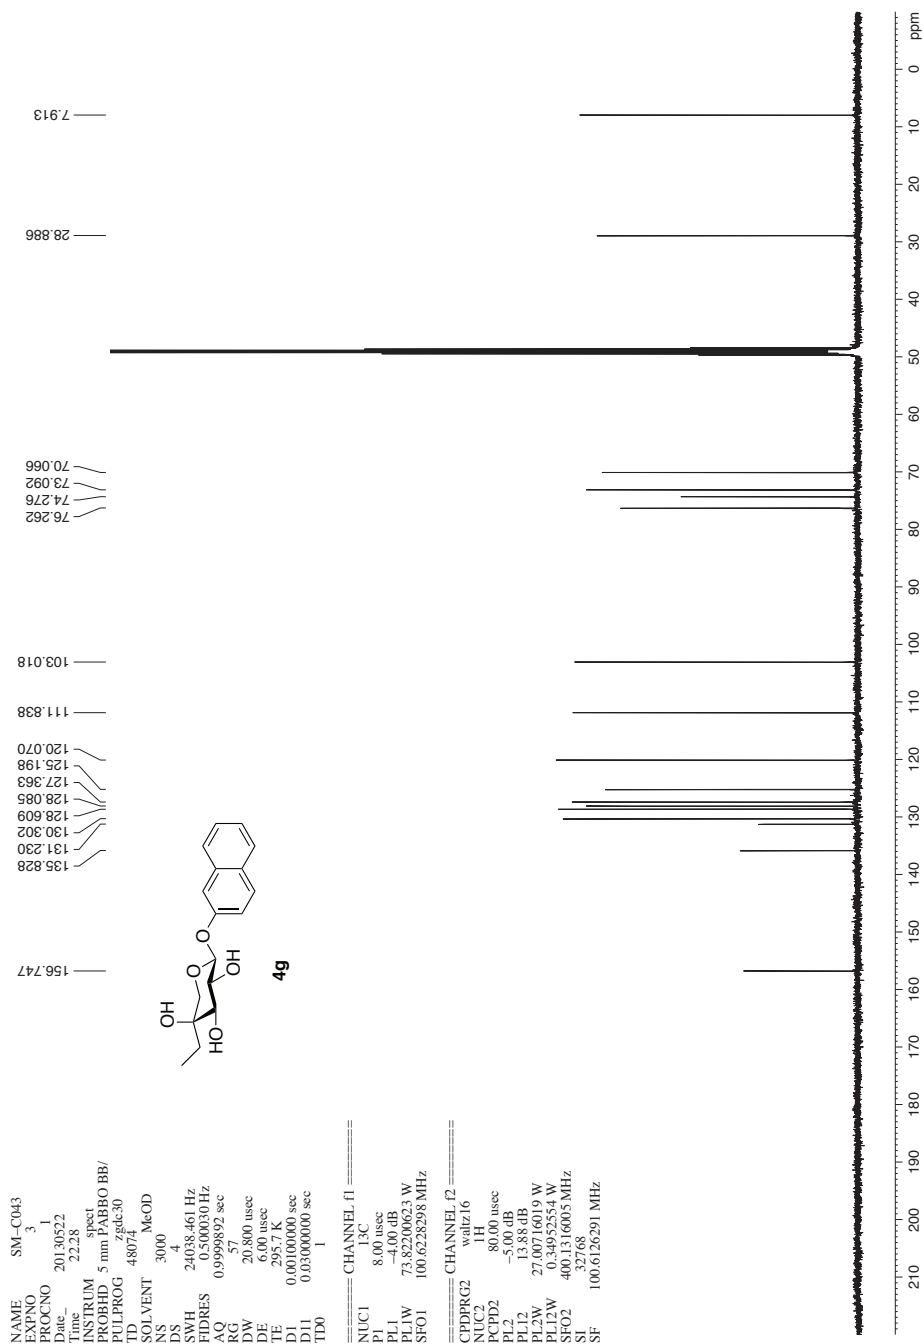 NAME SM-C043
EXPNO 3
PROCNO 1
Date_ 20130522
Time 22.28
INSTRUM spect
PROBHD 5 mm PABBO BB/
PULPROG zgdc30
TD 48074
SOLVENT MeOD
NS 3000
DS 4
SWH 24038.461 Hz
FIDRES 0.500030 Hz
AQ 0.9999892 sec
RG 57
DW 20.800 usec
DE 6.00 usec
TE 295.7 K
D1 0.00100000 sec
D11 0.03000000 sec
TD0 1
======== CHANNEL f1 ========
NUC1 13C
P1 8.00 usec
PL1 -4.00 dB
PL1W 73.82200623 W
SFO1 100.6228298 MHz
======== CHANNEL f2 ========
CPDPRG2 waltz16
NUC2 1H
PCPD2 80.00 usec
PL2 -5.00 dB
PL12 13.88 dB
PL2W 27.00716019 W
PL12W 0.34952554 W
SFO2 400.1316005 MHz
SI 32768
SF 100.6126291 MHz
156.747
135.828
131.230
130.302
128.609
128.085
127.363
125.198
120.070
111.838
103.018
76.262
74.276
73.092
70.066
28.886
7.913
OH
O
O
HO
OH
4g
210 200 190 180 170 160 150 140 130 120 110 100 90 80 70 60 50 40 30 20 10 0 ppm